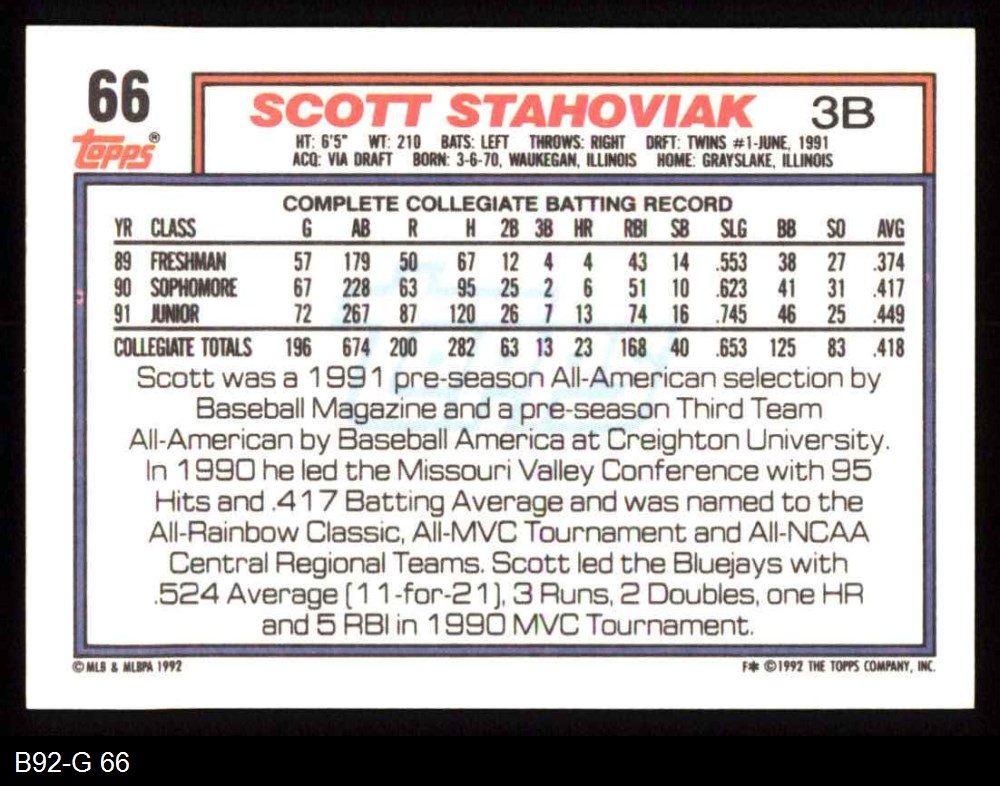 66
Topps®
SCOTT STAHOVIAK 3B
HT: 6'5" WT: 210 BATS: LEFT THROWS: RIGHT DRFT: TWINS #1-JUNE, 1991
ACQ: VIA DRAFT BORN: 3-6-70, WAUKEGAN, ILLINOIS HOME: GRAYSLAKE, ILLINOIS
COMPLETE COLLEGIATE BATTING RECORD
YR CLASS G AB R H 2B 3B HR RBI SB SLG BB SO AVG
89 FRESHMAN 57 179 50 67 12 4 4 43 14 .553 38 27 .374
90 SOPHOMORE 67 228 63 95 25 2 6 51 10 .623 41 31 .417
91 JUNIOR 72 267 87 120 26 7 13 74 16 .745 46 25 .449
COLLEGIATE TOTALS 196 674 200 282 63 13 23 168 40 .653 125 83 .418
Scott was a 1991 pre-season All-American selection by
Baseball Magazine and a pre-season Third Team
All-American by Baseball America at Creighton University.
In 1990 he led the Missouri Valley Conference with 95
Hits and .417 Batting Average and was named to the
All-Rainbow Classic, All-MVC Tournament and All-NCAA
Central Regional Teams. Scott led the Bluejays with
.524 Average (11-for-21), 3 Runs, 2 Doubles, one HR
and 5 RBI in 1990 MVC Tournament.
© MLB & MLBPA 1992 F* ©1992 THE TOPPS COMPANY, INC.
B92-G 66